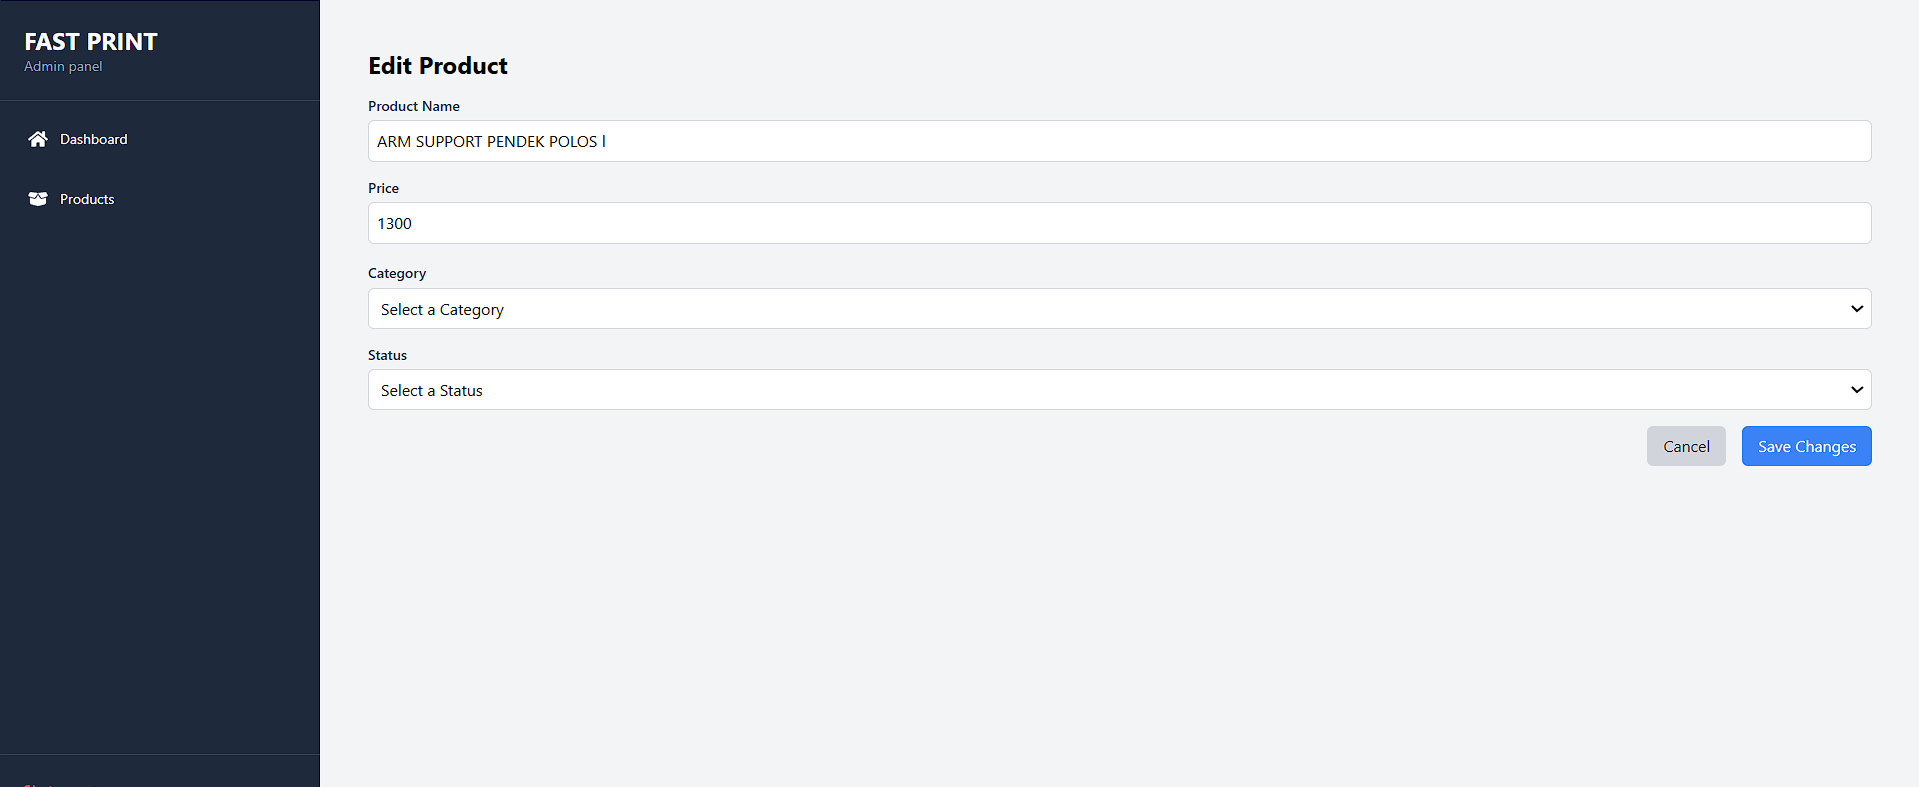 FAST PRINT
Admin panel
Dashboard
Products
Edit Product
Product Name
ARM SUPPORT PENDEK POLOS l
Price
1300
Category
Select a Category
Status
Select a Status
Cancel
Save Changes